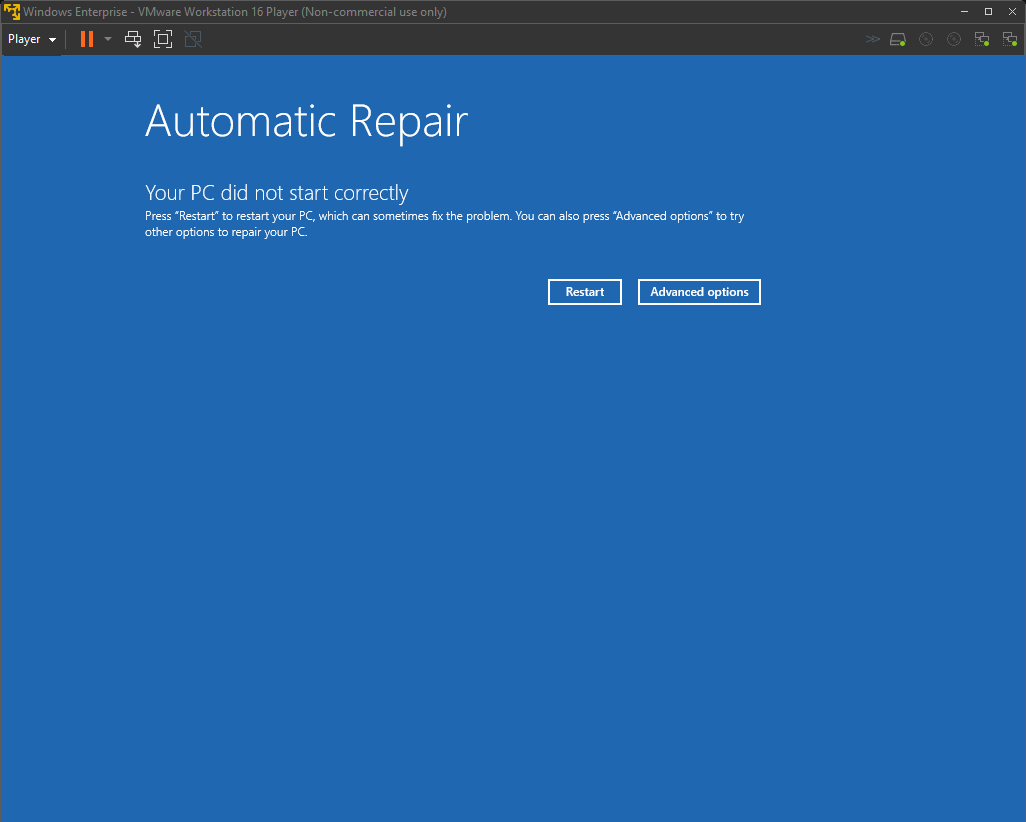 Windows Enterprise - VMware Workstation 16 Player (Non-commercial use only)
Player
Automatic Repair
Your PC did not start correctly
Press “Restart” to restart your PC, which can sometimes fix the problem. You can also press “Advanced options” to try
other options to repair your PC.
Restart
Advanced options